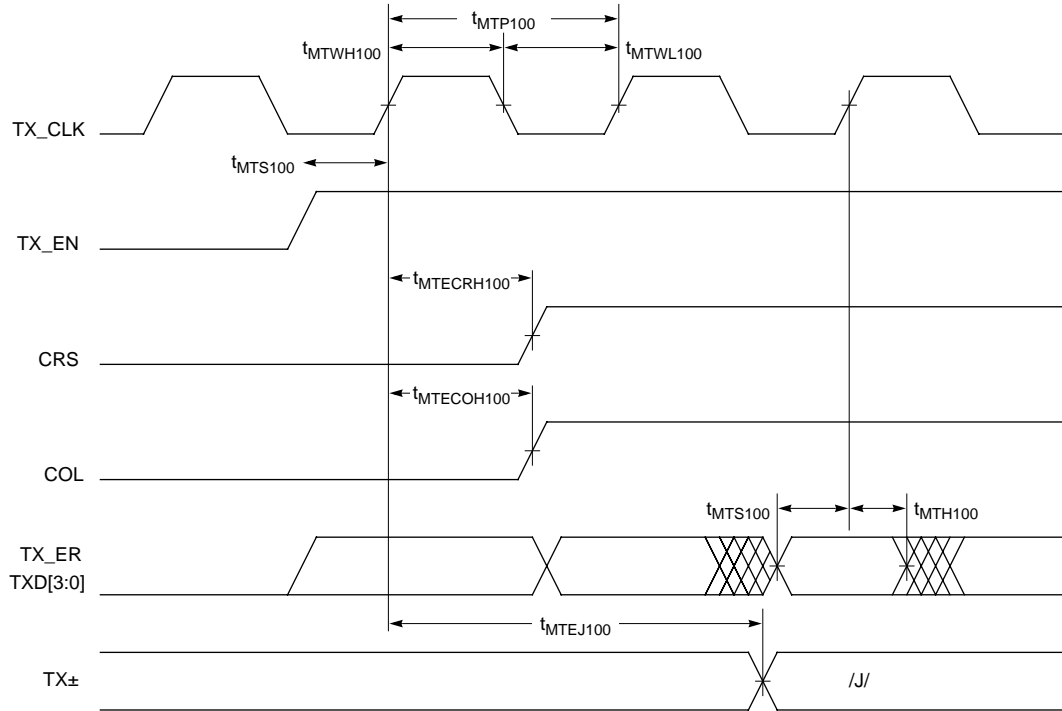 tMTP100
tMTWH100
tMTWL100
TX_CLK
tMTS100
TX_EN
tMTECRH100
CRS
tMTECOH100
COL
tMTS100
tMTH100
TX_ER
TXD[3:0]
tMTEJ100
TX±
/J/